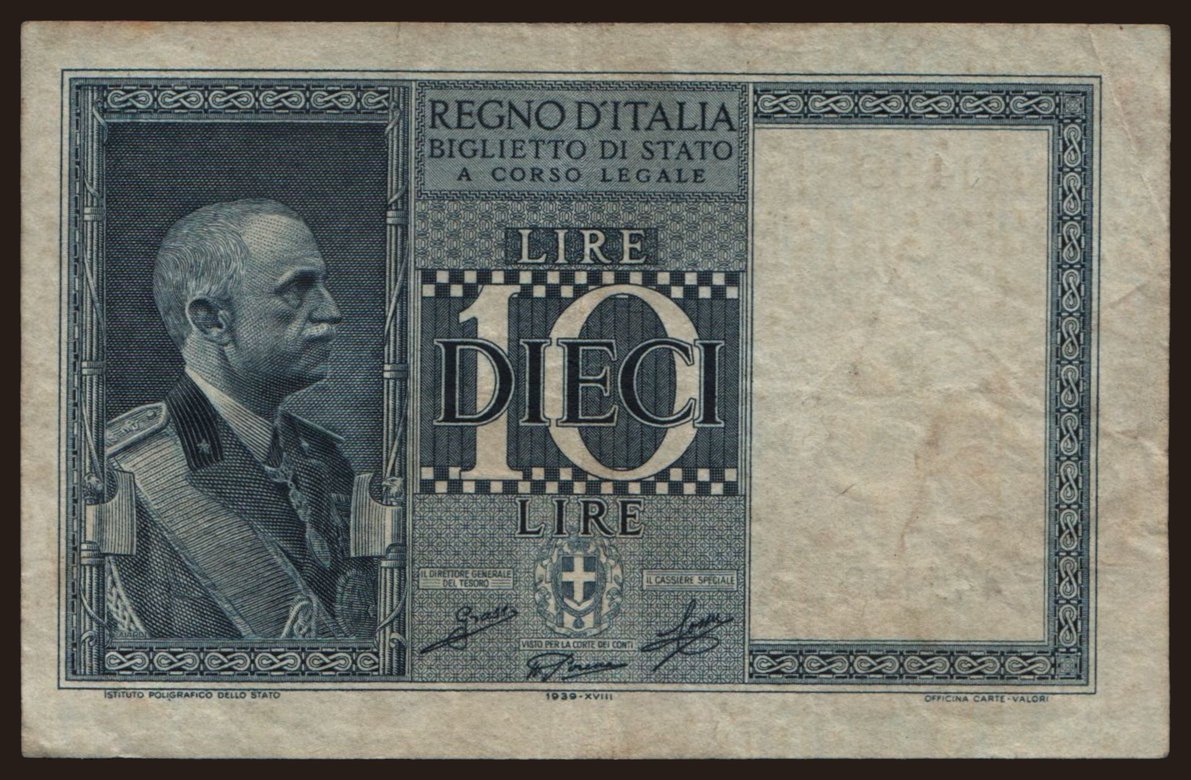 REGNO D'ITALIA
BIGLIETTO DI STATO
A CORSO LEGALE
LIRE
10
DIECI
LIRE
IL DIRETTORE GENERALE
DEL TESORO
IL CASSIERE SPECIALE
VISTO PER LA CORTE DEI CONTI
ISTITUTO POLIGRAFICO DELLO STATO
1939-XVIII
OFFICINA CARTE-VALORI